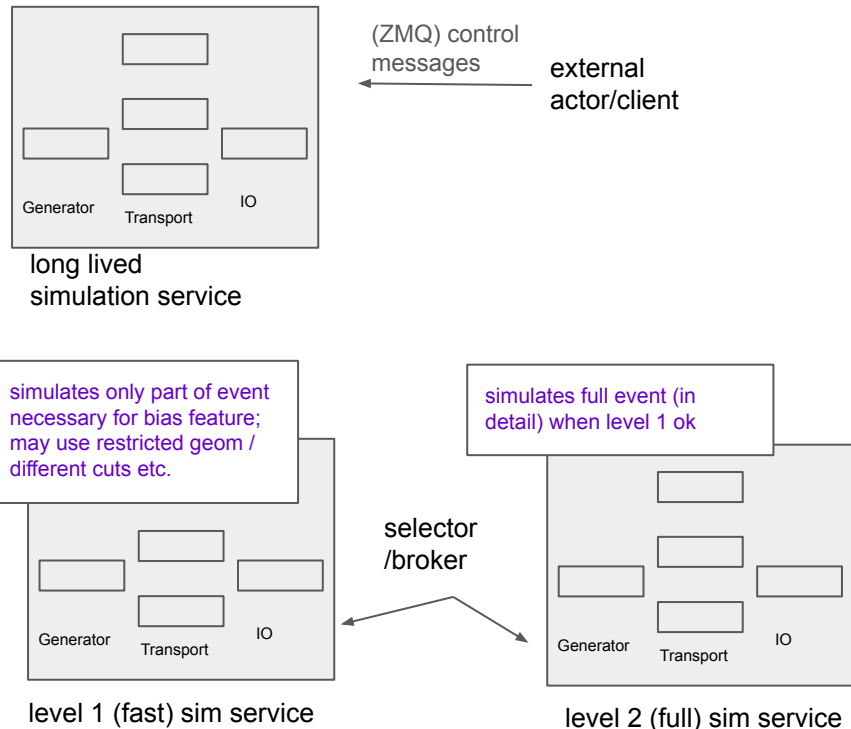 (ZMQ) control
messages
external
actor/client
Generator
Transport
IO
long lived
simulation service
simulates only part of event
necessary for bias feature;
may use restricted geom /
different cuts etc.
simulates full event (in
detail) when level 1 ok
selector
/broker
Generator
Transport
IO
Generator
Transport
IO
level 1 (fast) sim service
level 2 (full) sim service